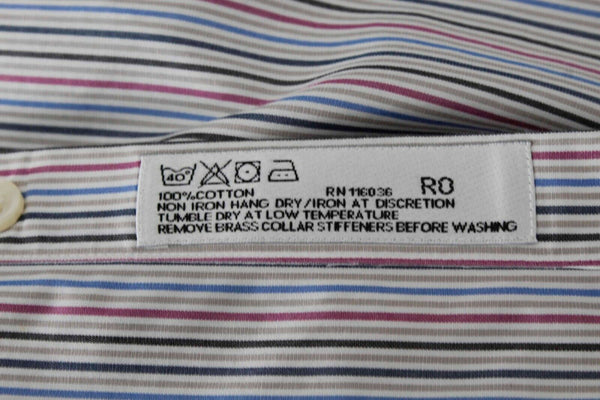 40°
100%COTTON RN 116036 RO
NON IRON HANG DRY/IRON AT DISCRETION
TUMBLE DRY AT LOW TEMPERATURE
REMOVE BRASS COLLAR STIFFENERS BEFORE WASHING